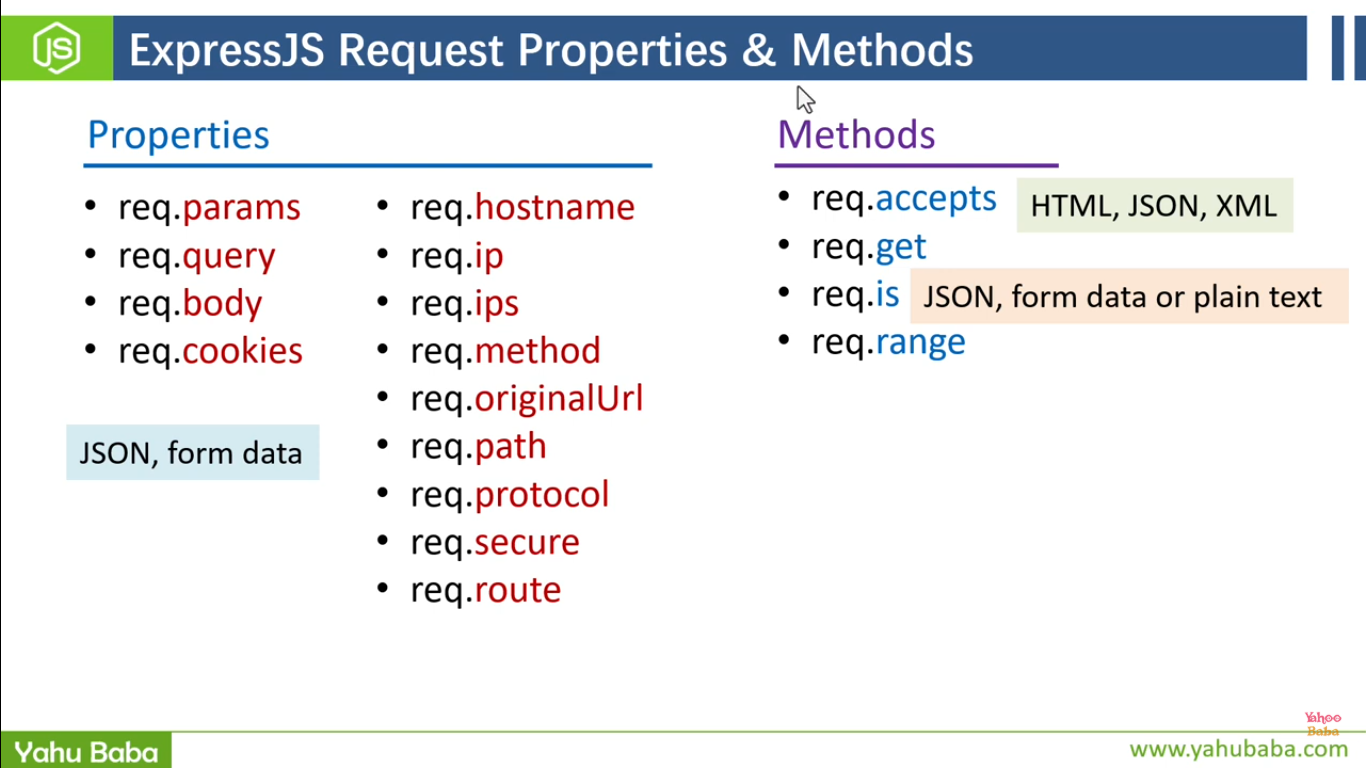 JS
ExpressJS Request Properties & Methods
Properties
• req.params
• req.query
• req.body
• req.cookies
JSON, form data
• req.hostname
• req.ip
• req.ips
• req.method
• req.originalUrl
• req.path
• req.protocol
• req.secure
• req.route
Methods
• req.accepts
HTML, JSON, XML
• req.get
• req.is
JSON, form data or plain text
• req.range
Yahoo
Baba
Yahu Baba
www.yahubaba.com